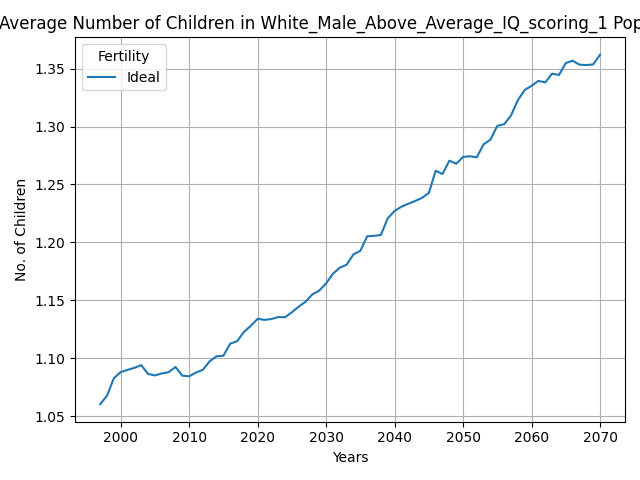 Average Number of Children in White_Male_Above_Average_IQ_scoring_1 Pop
Fertility
Ideal
1.35
1.30
1.25
1.20
1.15
1.10
1.05
No. of Children
2000 2010 2020 2030 2040 2050 2060 2070
Years